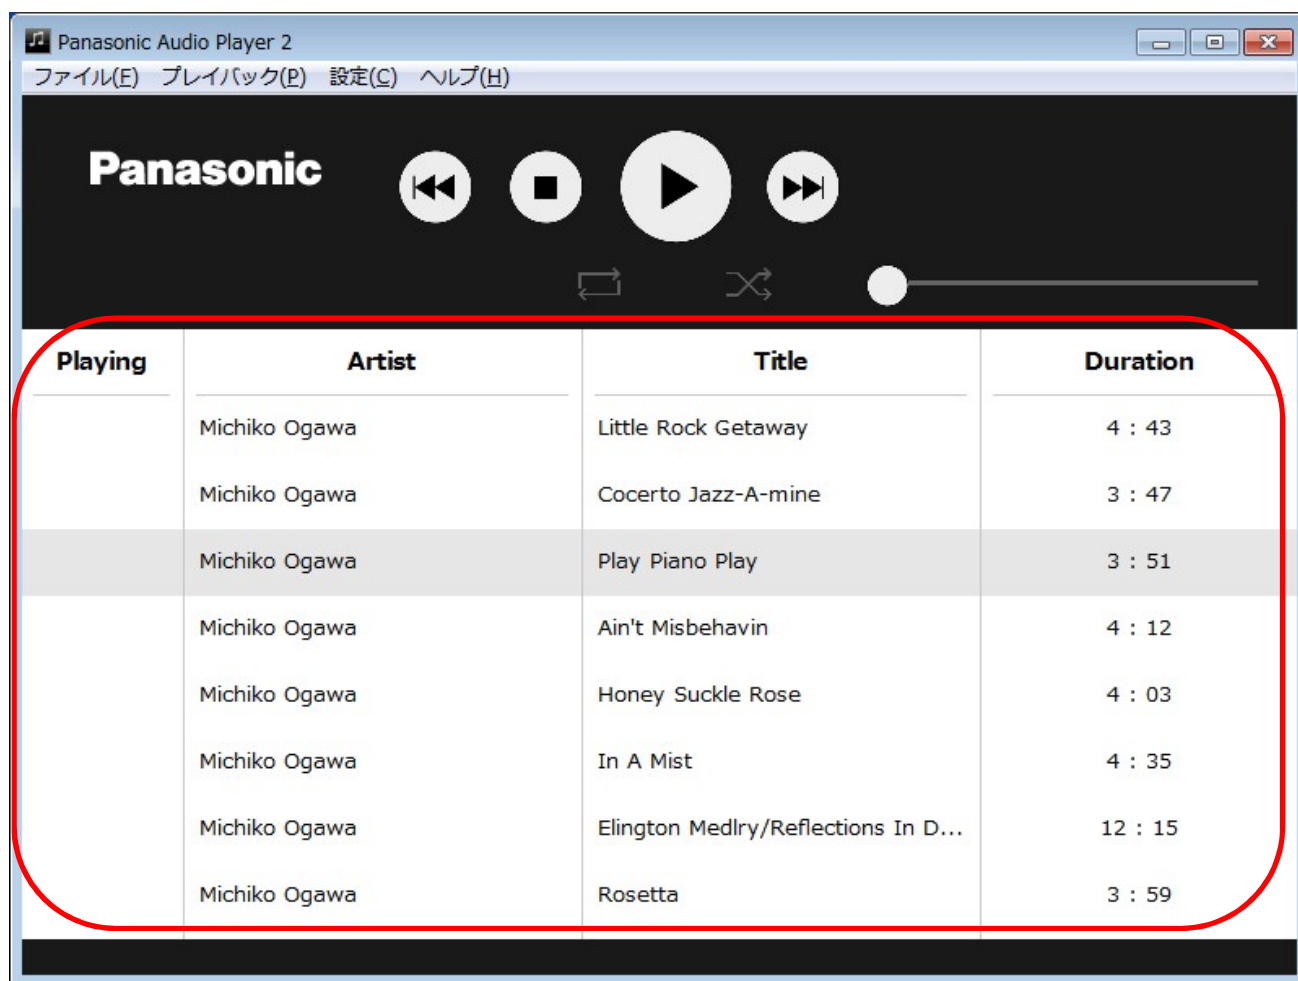 Panasonic Audio Player 2
ファイル(F) プレイバック(P) 設定(C) ヘルプ(H)
Panasonic
Playing Artist Title Duration
Michiko Ogawa Little Rock Getaway 4 : 43
Michiko Ogawa Cocerto Jazz-A-mine 3 : 47
Michiko Ogawa Play Piano Play 3 : 51
Michiko Ogawa Ain't Misbehavin 4 : 12
Michiko Ogawa Honey Suckle Rose 4 : 03
Michiko Ogawa In A Mist 4 : 35
Michiko Ogawa Elington Medlry/Reflections In D... 12 : 15
Michiko Ogawa Rosetta 3 : 59